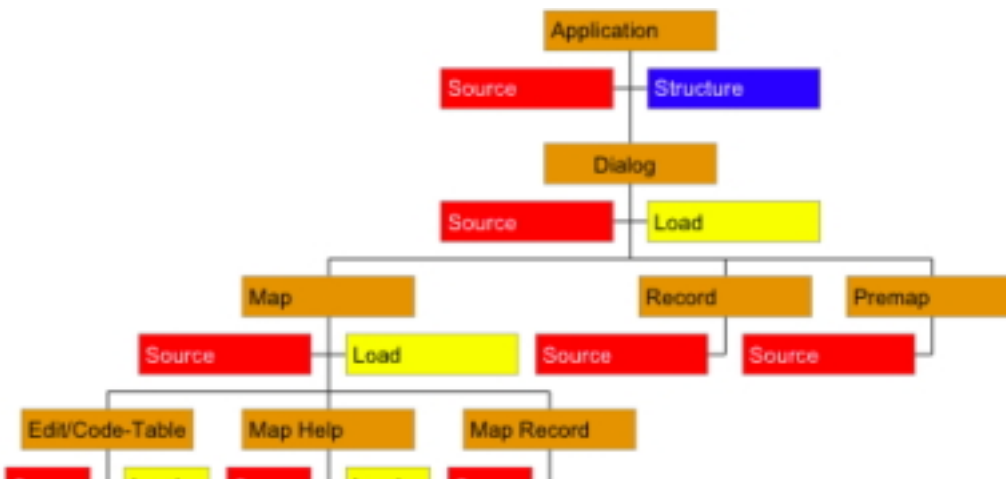 Application
Source Structure
Dialog
Source Load
Map Record Premap
Source Load Source Source
Edit/Code-Table Map Help Map Record